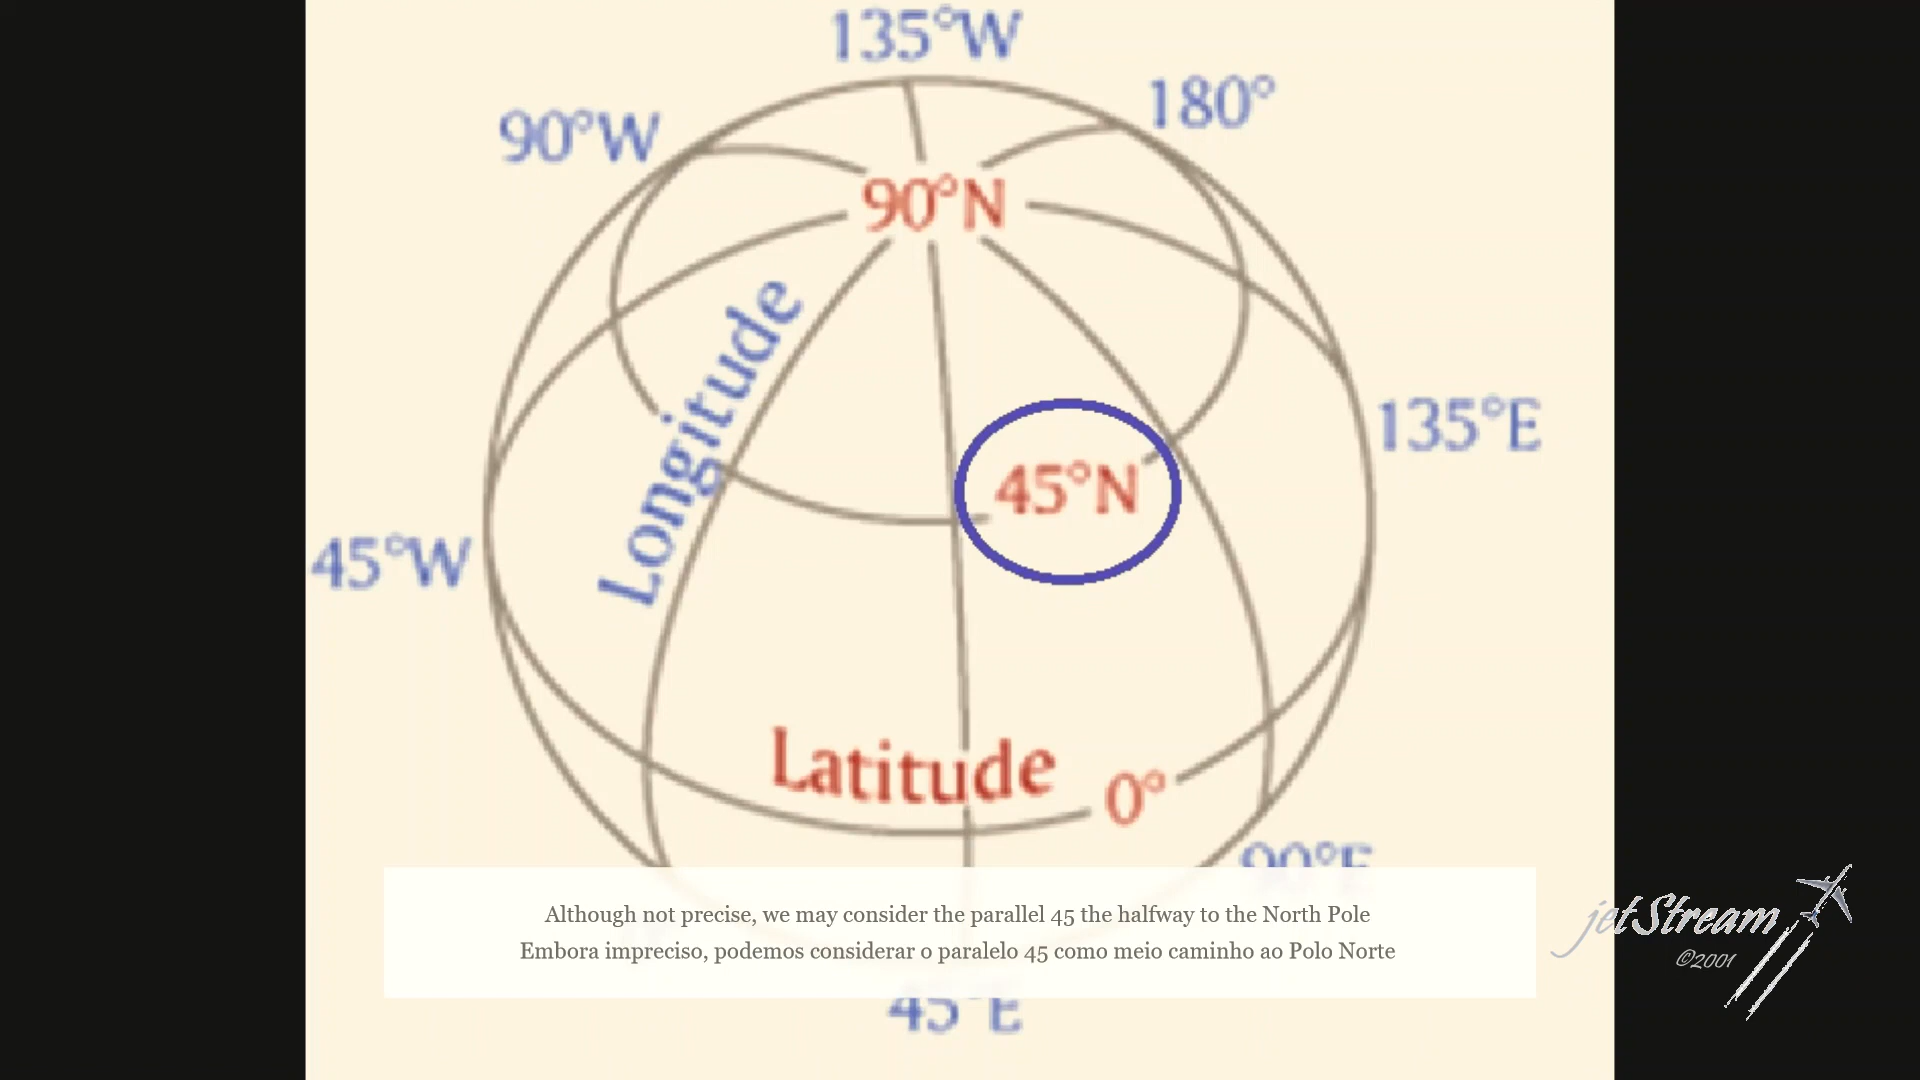 135°W
180°
90°W
90°N
Longitude
135°E
45°N
45°W
Latitude
0°
90°E
Although not precise, we may consider the parallel 45 the halfway to the North Pole
Embora impreciso, podemos considerar o paralelo 45 como meio caminho ao Polo Norte
jetStream
©2001
45°E